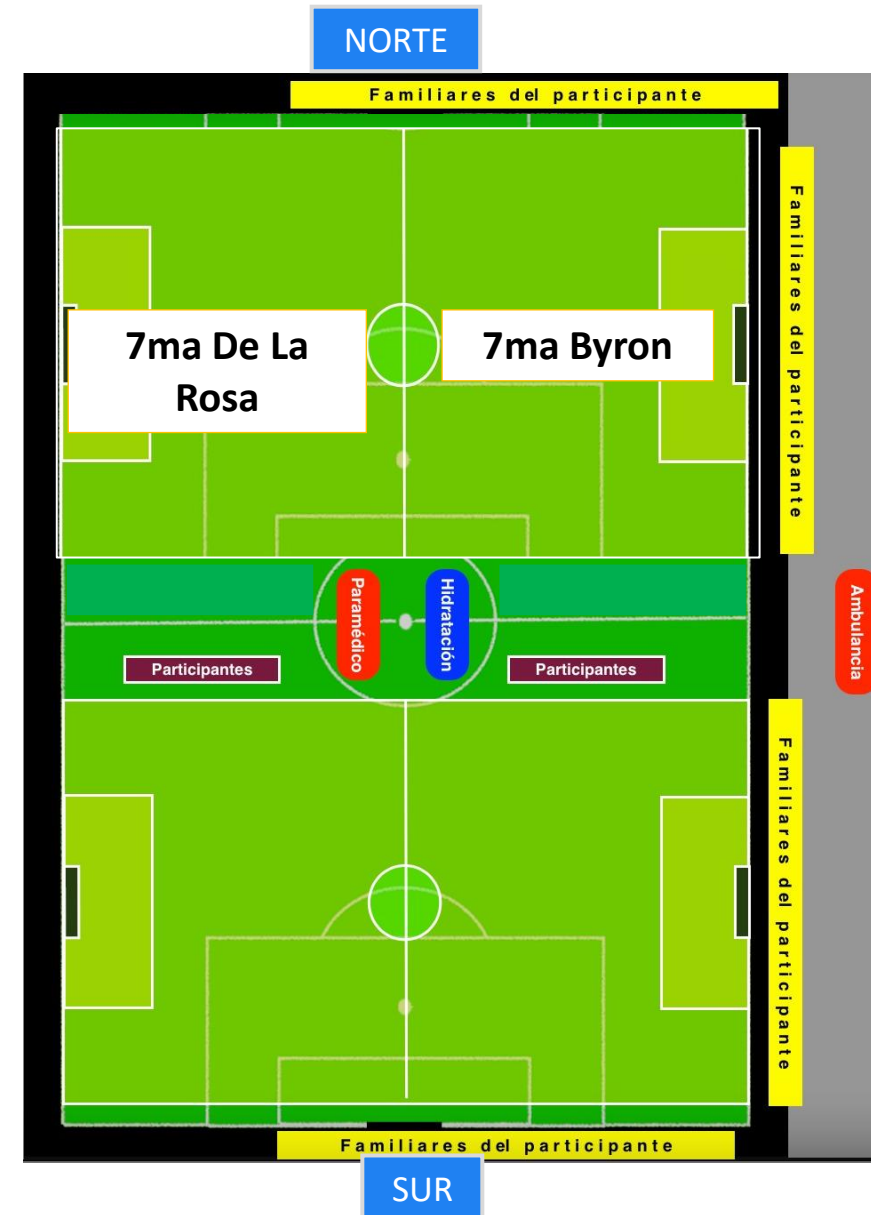 NORTE
Familiares del participante
Familiares del participante
7ma De La
Rosa
7ma Byron
Paramédico
Hidratación
Ambulancia
Participantes
Participantes
Familiares del participante
Familiares del participante
SUR